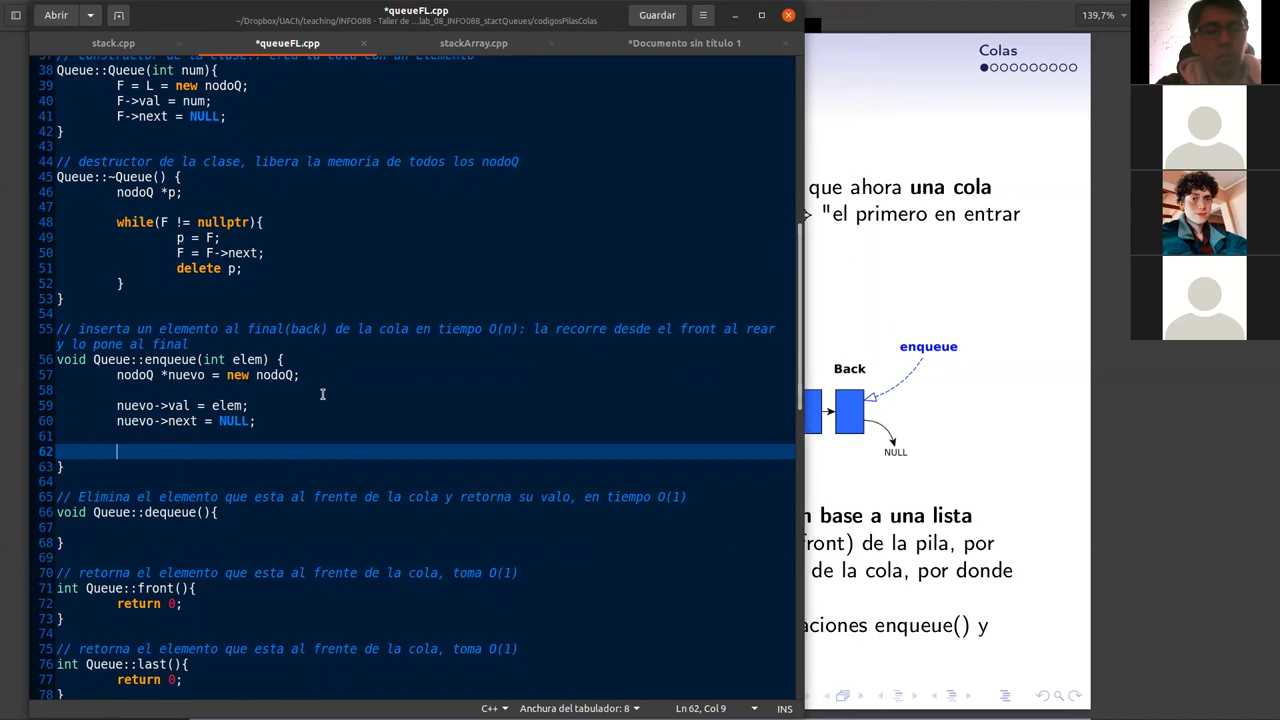 Abrir
*queueFL.cpp
~/Dropbox/UACh/teaching/INFO088 - Taller de ...lab_08_INFO088_stactQueues/codigosPilasColas
Guardar
139,7%
stack.cpp
*queueFL.cpp
stackArray.cpp
*Documento sin título 1
37 // constructor de la clase:: crea la cola con un elemento
38 Queue::Queue(int num){
39 F = L = new nodoQ;
40 F->val = num;
41 F->next = NULL;
42 }
43
44 // destructor de la clase, libera la memoria de todos los nodoQ
45 Queue::~Queue() {
46 nodoQ *p;
47
48 while(F != nullptr){
49 p = F;
50 F = F->next;
51 delete p;
52 }
53 }
54
55 // inserta un elemento al final(back) de la cola en tiempo O(n): la recorre desde el front al rear
y lo pone al final
56 void Queue::enqueue(int elem) {
57 nodoQ *nuevo = new nodoQ;
58
59 nuevo->val = elem;
60 nuevo->next = NULL;
61
62
63 }
64
65 // Elimina el elemento que esta al frente de la cola y retorna su valo, en tiempo O(1)
66 void Queue::dequeue(){
67
68 }
69
70 // retorna el elemento que esta al frente de la cola, toma O(1)
71 int Queue::front(){
72 return 0;
73 }
74
75 // retorna el elemento que esta al frente de la cola, toma O(1)
76 int Queue::last(){
77 return 0;
78 }
C++
Anchura del tabulador: 8
Ln 62, Col 9
INS
Colas
que ahora una cola
"el primero en entrar
enqueue
Back
NULL
base a una lista
front) de la pila, por
de la cola, por donde
aciones enqueue() y